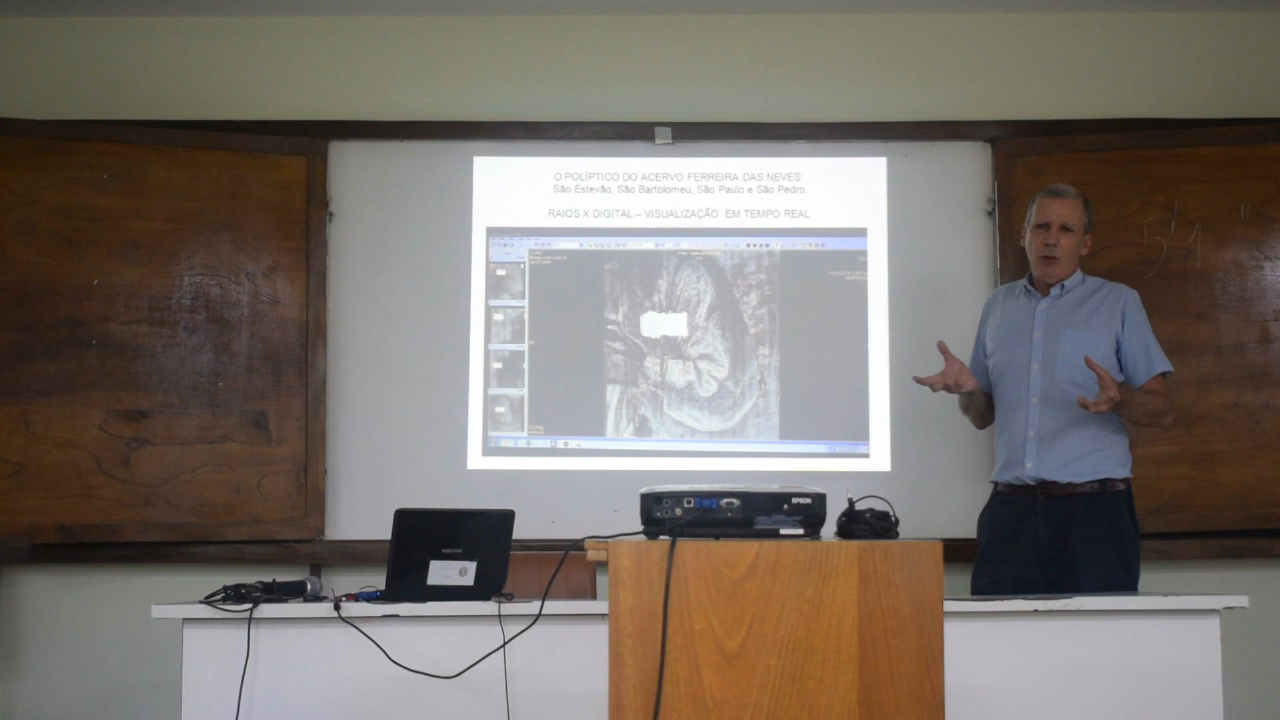 O POLÍPTICO DO ACERVO FERREIRA DAS NEVES:
São Estevão, São Bartolomeu, São Paulo e São Pedro.
RAIOS X DIGITAL – VISUALIZAÇÃO EM TEMPO REAL
EPSON